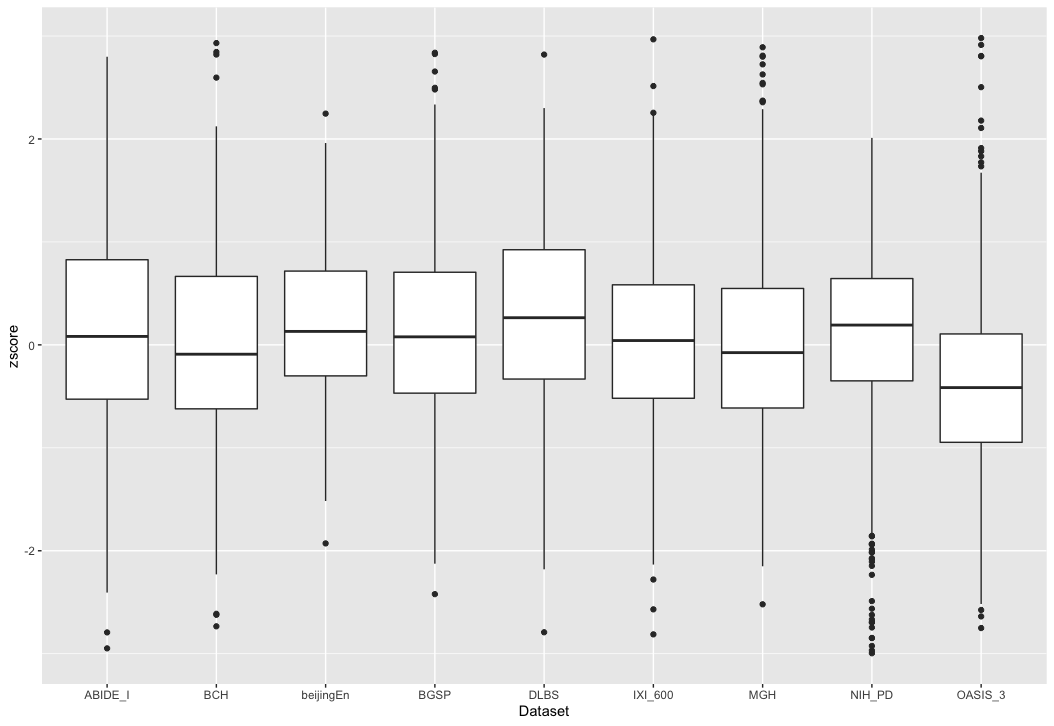 zscore
2
0
-2
ABIDE_I BCH beijingEn BGSP DLBS IXI_600 MGH NIH_PD OASIS_3
Dataset